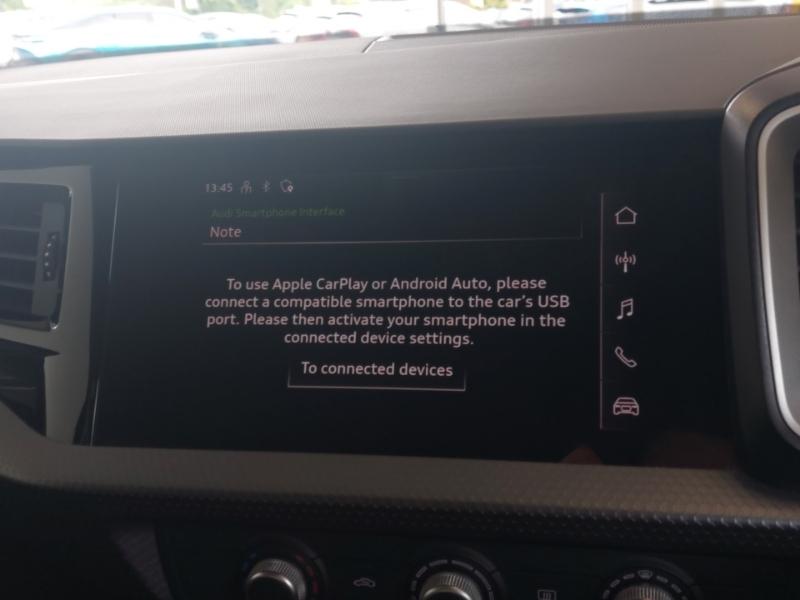 13:45
Audi Smartphone Interface
Note
To use Apple CarPlay or Android Auto, please
connect a compatible smartphone to the car's USB
port. Please then activate your smartphone in the
connected device settings.
To connected devices